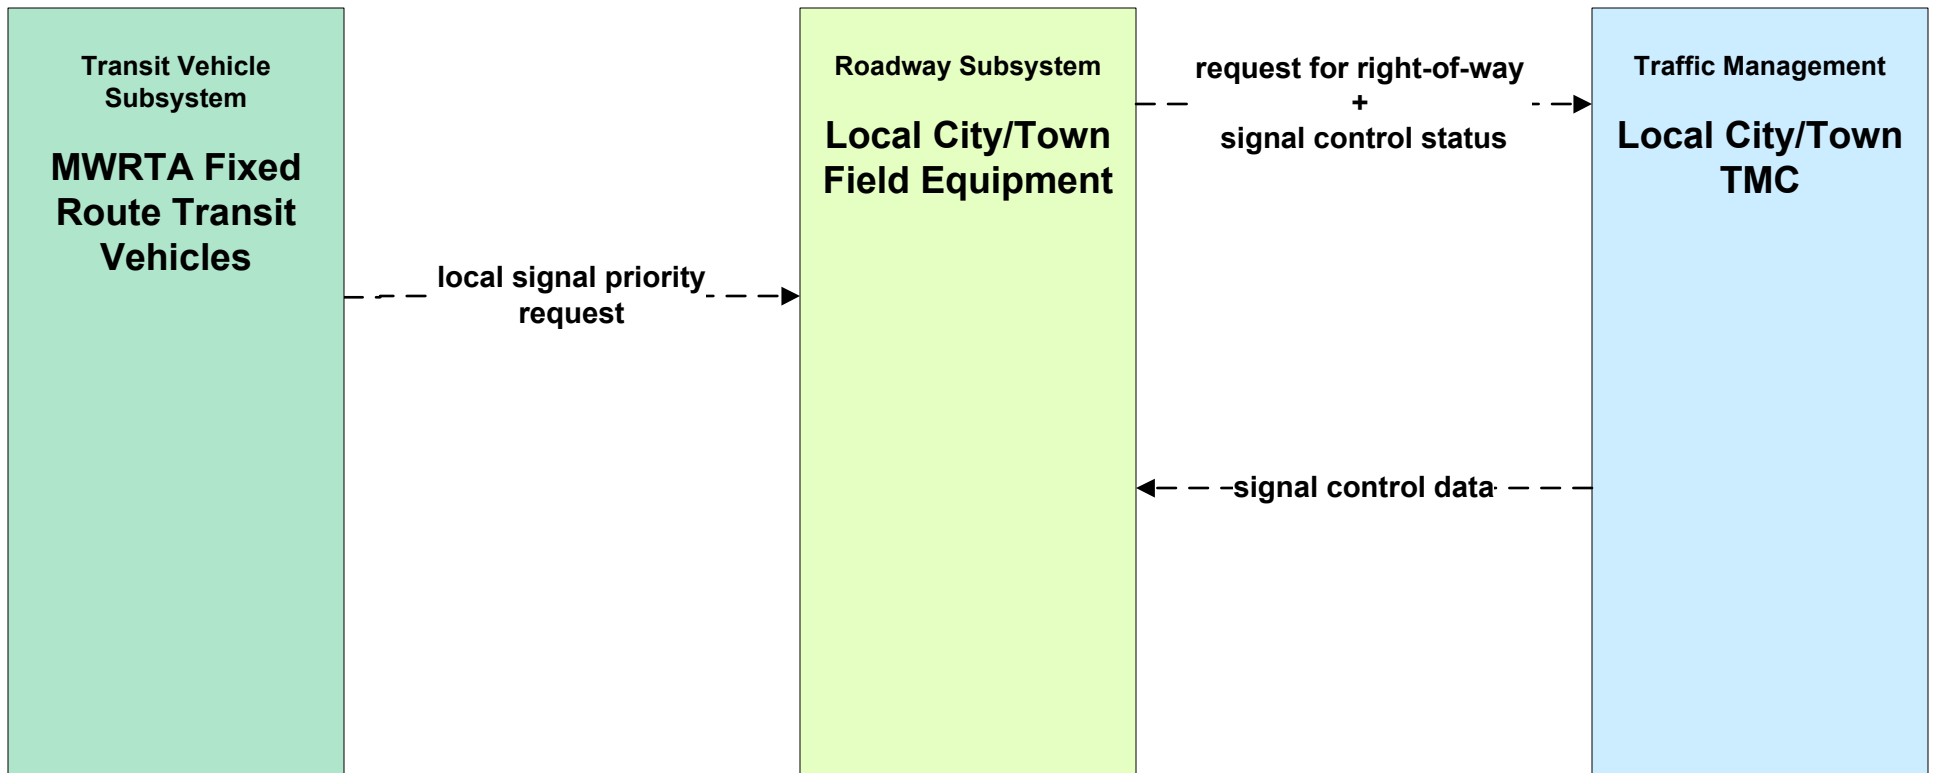 Transit Vehicle
Subsystem
MWRTA Fixed
Route Transit
Vehicles
local signal priority
request
Roadway Subsystem
Local City/Town
Field Equipment
request for right-of-way
+
signal control status
signal control data
Traffic Management
Local City/Town
TMC